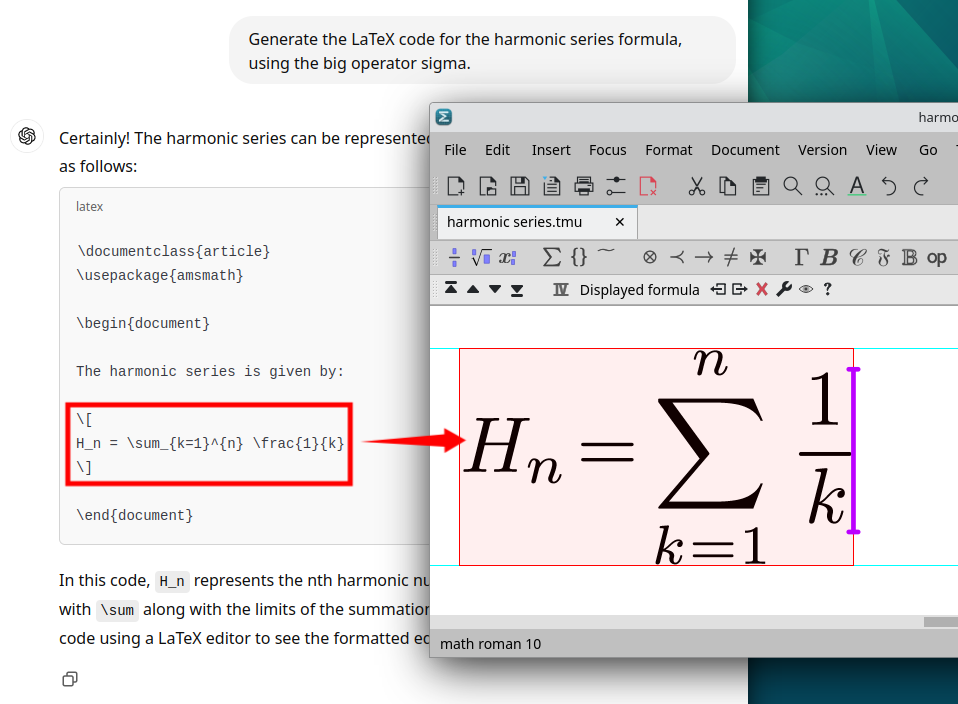 Generate the LaTeX code for the harmonic series formula,
using the big operator sigma.
Certainly! The harmonic series can be represented
as follows:
latex
\documentclass{article}
\usepackage{amsmath}
\begin{document}
The harmonic series is given by:
\[
H_n = \sum_{k=1}^{n} \frac{1}{k}
\]
\end{document}
In this code, H_n represents the nth harmonic nu
with \sum along with the limits of the summation
code using a LaTeX editor to see the formatted eq
harmo
File Edit Insert Focus Format Document Version View Go
harmonic series.tmu ×
Γ B 𝒞 𝔉 𝔹 op
Displayed formula ?
H_n = ∑_{k=1}^{n} 1/k
math roman 10